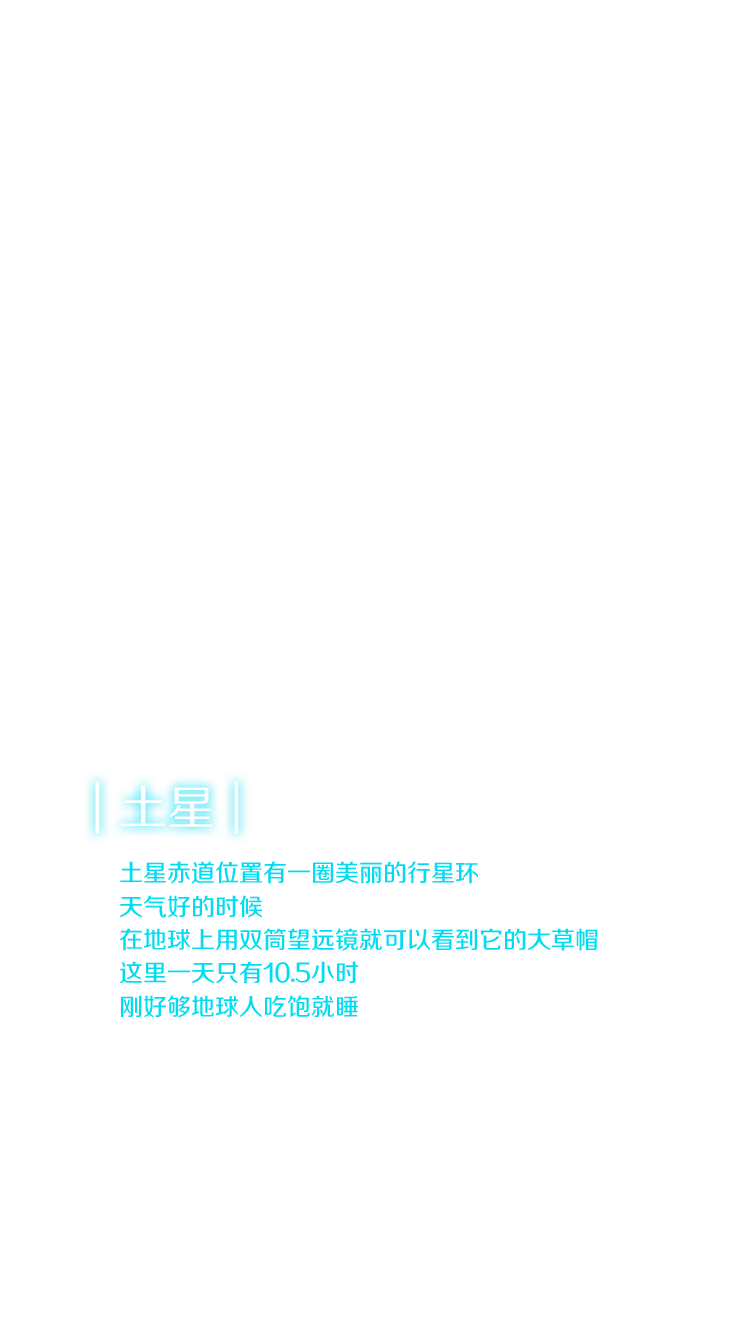 | 土星 |
土星赤道位置有一圈美丽的行星环
天气好的时候
在地球上用双筒望远镜就可以看到它的大草帽
这里一天只有10.5小时
刚好够地球人吃饱就睡